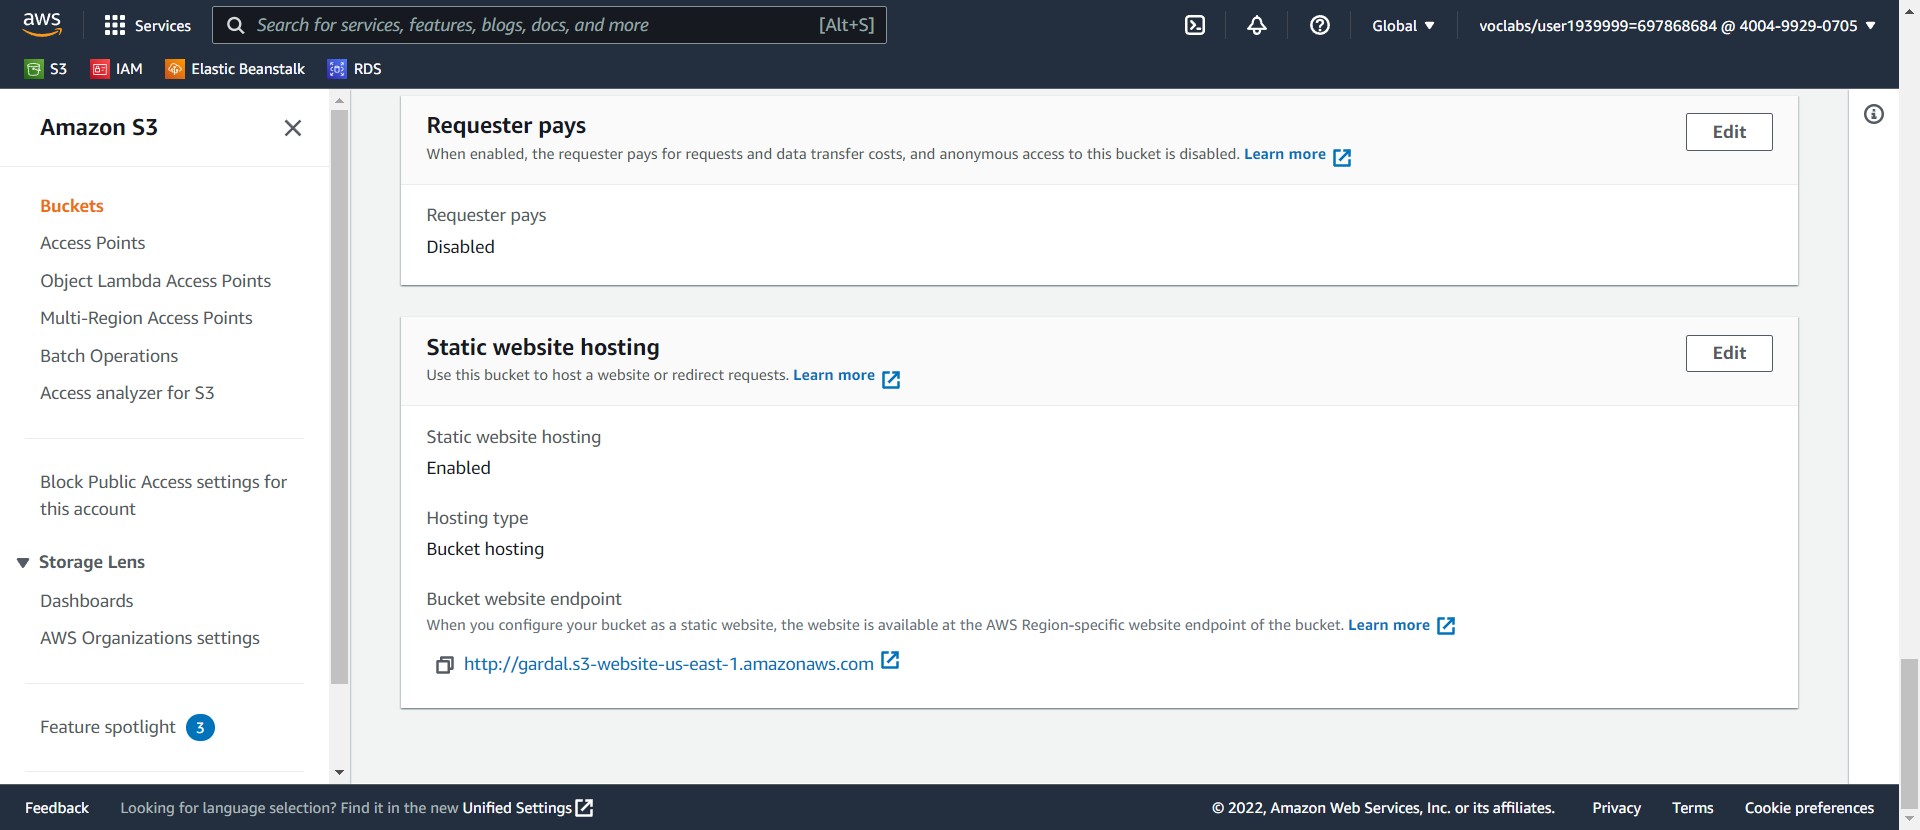 aws
Services
Search for services, features, blogs, docs, and more
[Alt+S]
Global
voclabs/user1939999=697868684 @ 4004-9929-0705
S3
IAM
Elastic Beanstalk
RDS
Amazon S3
Buckets
Access Points
Object Lambda Access Points
Multi-Region Access Points
Batch Operations
Access analyzer for S3
Block Public Access settings for
this account
Storage Lens
Dashboards
AWS Organizations settings
Feature spotlight 3
Requester pays
Edit
When enabled, the requester pays for requests and data transfer costs, and anonymous access to this bucket is disabled. Learn more
Requester pays
Disabled
Static website hosting
Edit
Use this bucket to host a website or redirect requests. Learn more
Static website hosting
Enabled
Hosting type
Bucket hosting
Bucket website endpoint
When you configure your bucket as a static website, the website is available at the AWS Region-specific website endpoint of the bucket. Learn more
http://gardal.s3-website-us-east-1.amazonaws.com
Feedback
Looking for language selection? Find it in the new Unified Settings
© 2022, Amazon Web Services, Inc. or its affiliates.
Privacy
Terms
Cookie preferences